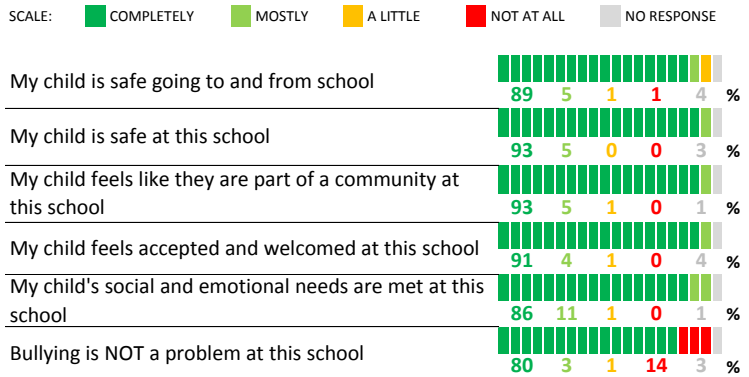 SCALE: COMPLETELY MOSTLY A LITTLE NOT AT ALL NO RESPONSE
My child is safe going to and from school
89 5 1 1 4 %
My child is safe at this school
93 5 0 0 3 %
My child feels like they are part of a community at
this school
93 5 1 0 1 %
My child feels accepted and welcomed at this school
91 4 1 0 4 %
My child's social and emotional needs are met at this
school
86 11 1 0 1 %
Bullying is NOT a problem at this school
80 3 1 14 3 %